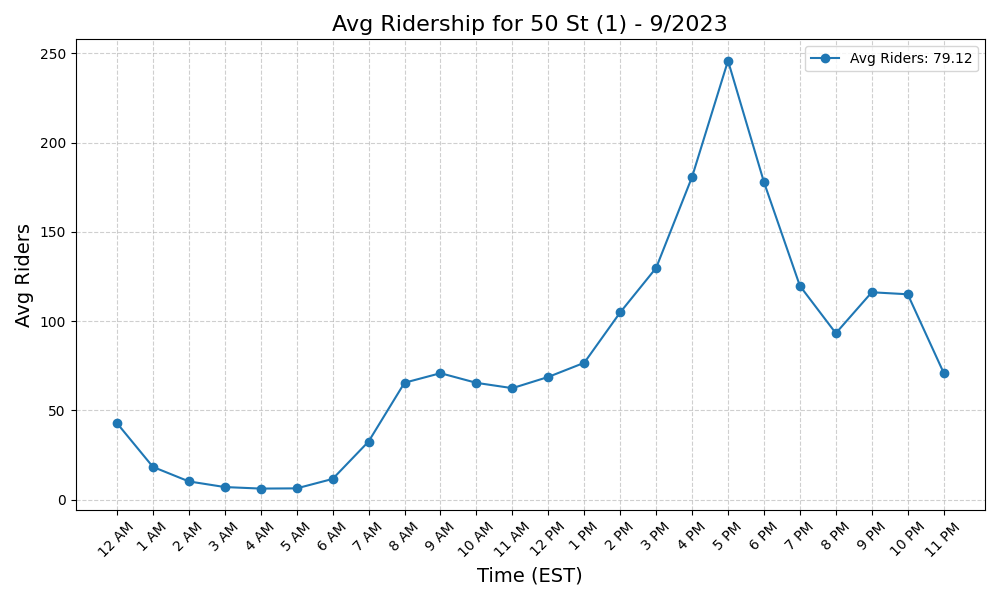 Avg Ridership for 50 St (1) - 9/2023
Avg Riders: 79.12
Avg Riders
250
200
150
100
50
0
12 AM
1 AM
2 AM
3 AM
4 AM
5 AM
6 AM
7 AM
8 AM
9 AM
10 AM
11 AM
12 PM
1 PM
2 PM
3 PM
4 PM
5 PM
6 PM
7 PM
8 PM
9 PM
10 PM
11 PM
Time (EST)